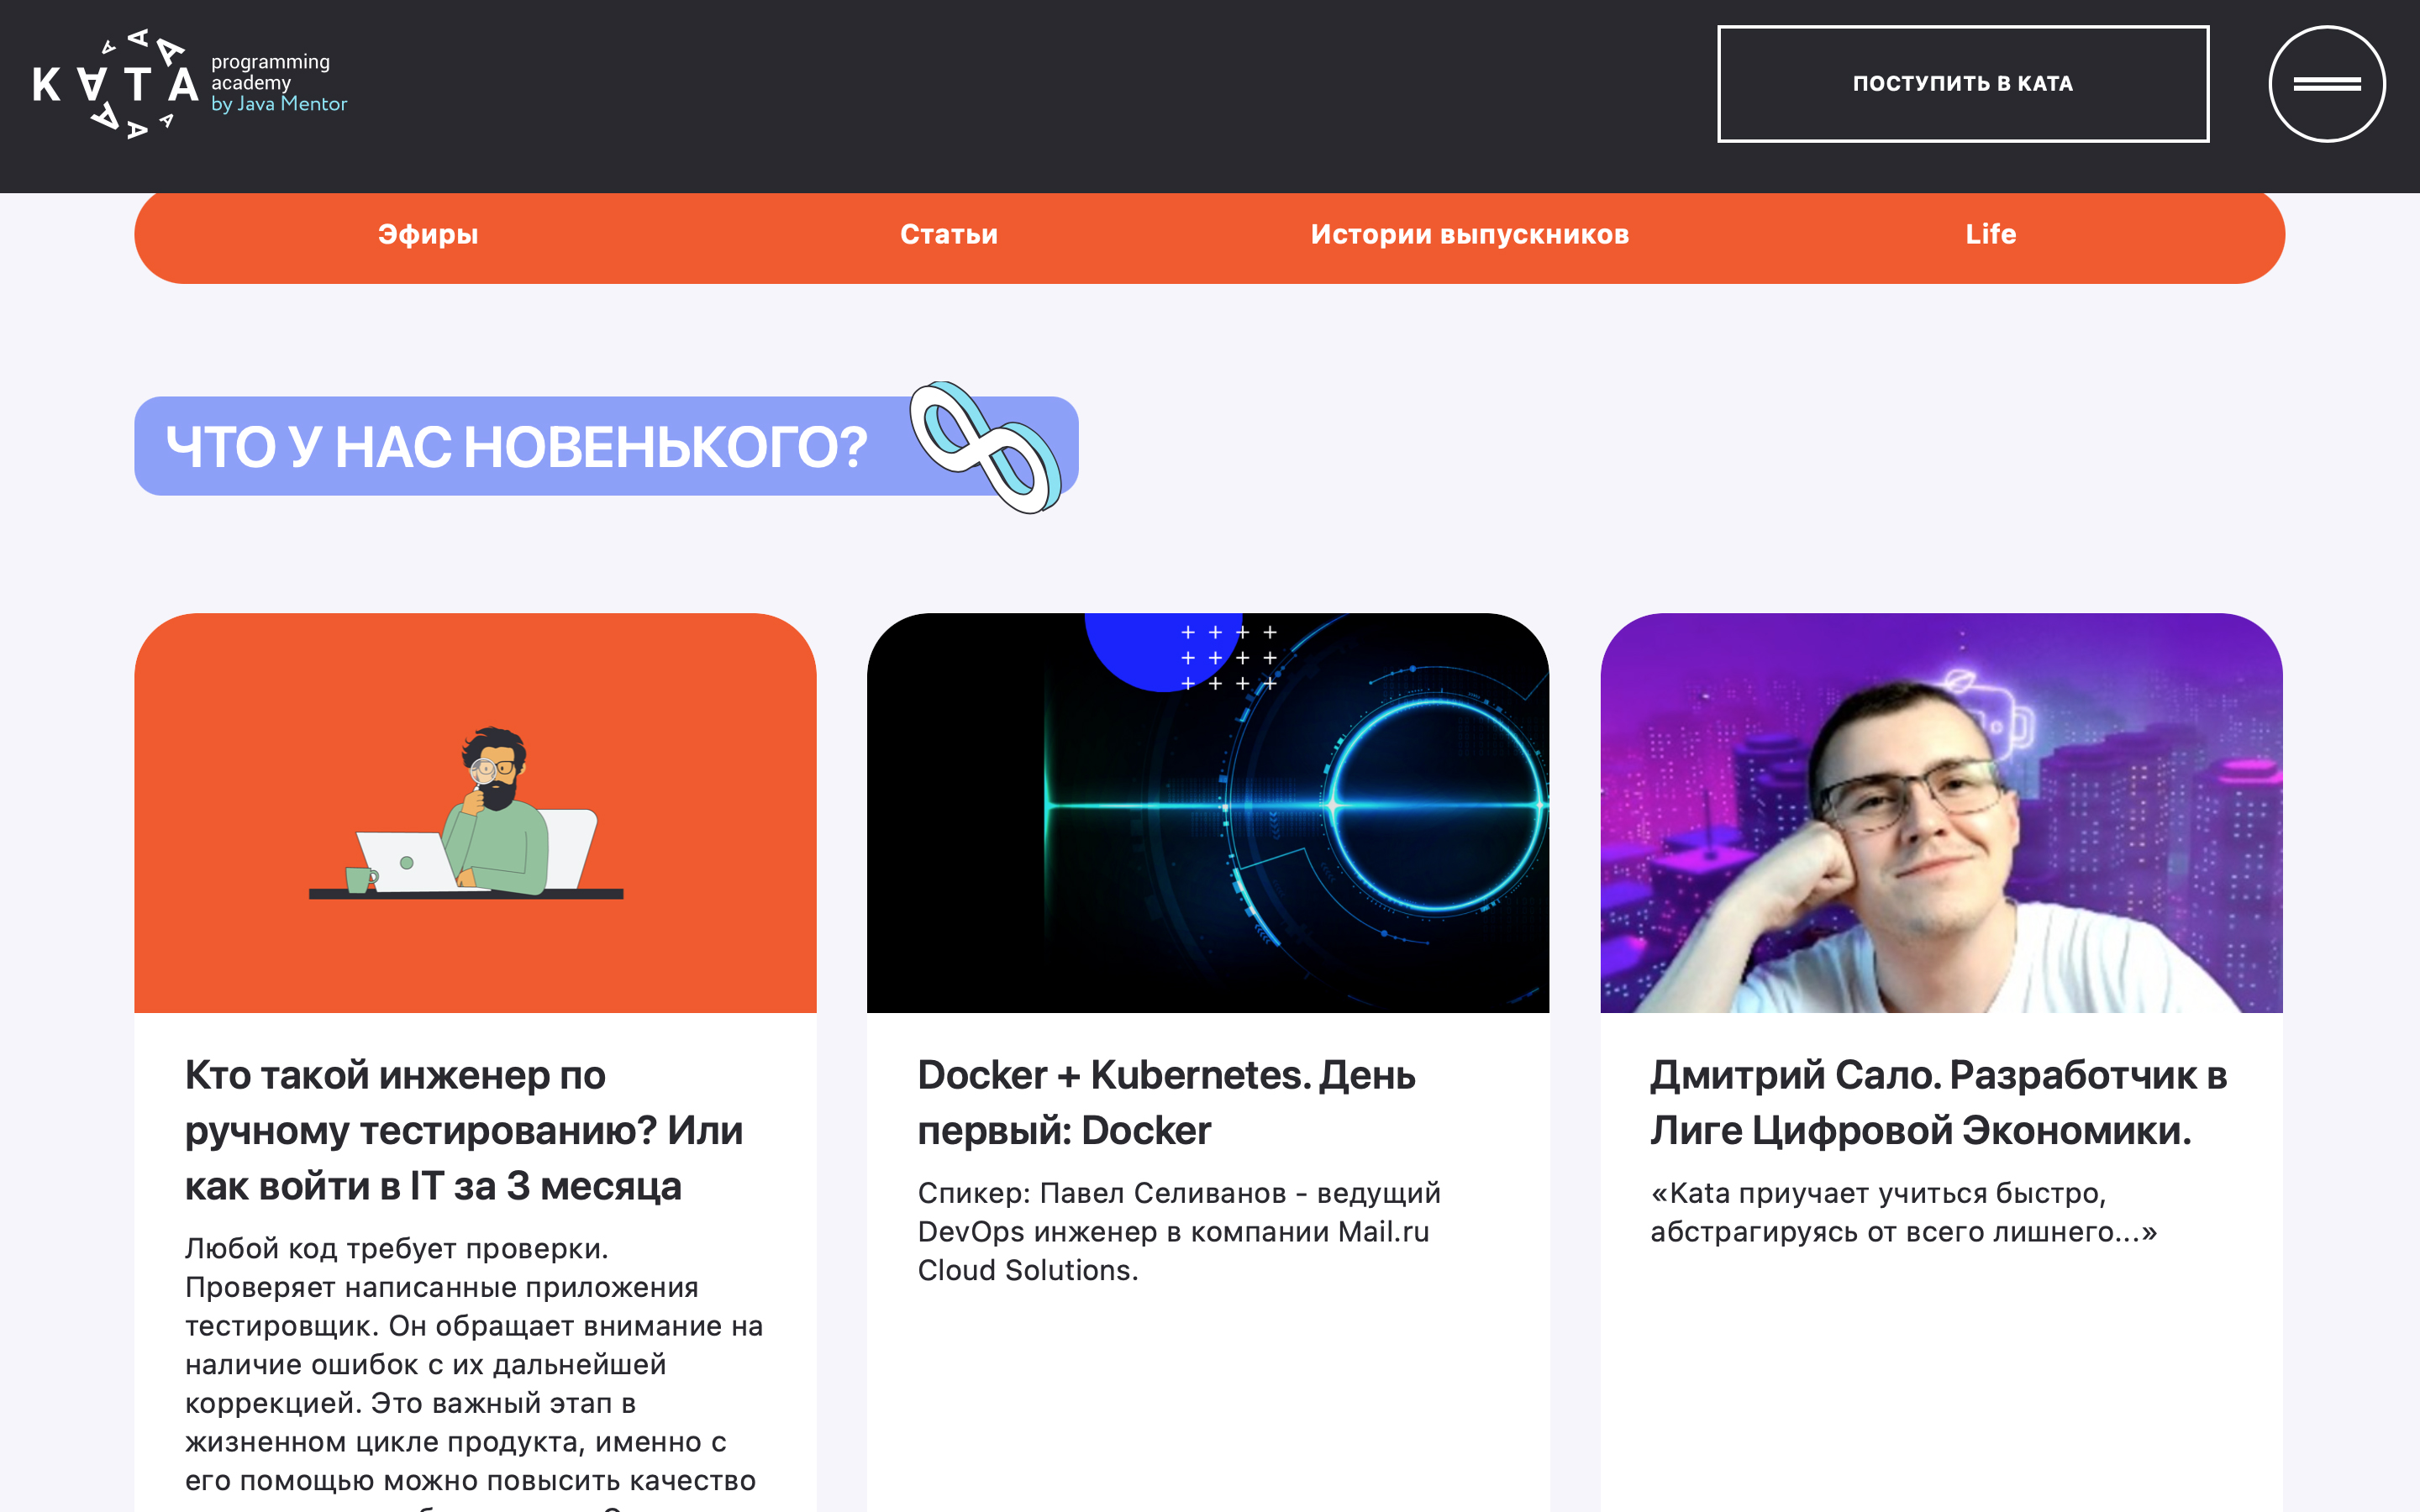 KATA
programming
academy
by Java Mentor
ПОСТУПИТЬ В КАТА
Эфиры
Статьи
Истории выпускников
Life
ЧТО У НАС НОВЕНЬКОГО?
Кто такой инженер по
ручному тестированию? Или
как войти в IT за 3 месяца
Любой код требует проверки.
Проверяет написанные приложения
тестировщик. Он обращает внимание на
наличие ошибок с их дальнейшей
коррекцией. Это важный этап в
жизненном цикле продукта, именно с
его помощью можно повысить качество
Docker + Kubernetes. День
первый: Docker
Спикер: Павел Селиванов - ведущий
DevOps инженер в компании Mail.ru
Cloud Solutions.
Дмитрий Сало. Разработчик в
Лиге Цифровой Экономики.
«Kata приучает учиться быстро,
абстрагируясь от всего лишнего...»